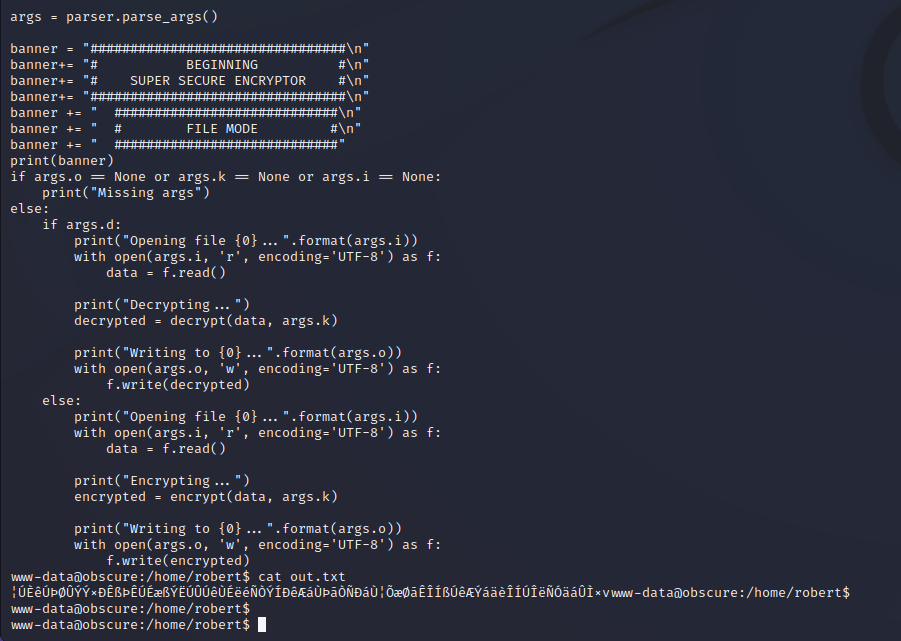 args = parser.parse_args()
banner = "################################\n"
banner+= "#           BEGINNING          #\n"
banner+= "#    SUPER SECURE ENCRYPTOR    #\n"
banner+= "################################\n"
banner += "  ############################\n"
banner += "  #        FILE MODE         #\n"
banner += "  ############################"
print(banner)
if args.o == None or args.k == None or args.i == None:
    print("Missing args")
else:
    if args.d:
        print("Opening file {0}...".format(args.i))
        with open(args.i, 'r', encoding='UTF-8') as f:
            data = f.read()
        print("Decrypting...")
        decrypted = decrypt(data, args.k)
        print("Writing to {0}...".format(args.o))
        with open(args.o, 'w', encoding='UTF-8') as f:
            f.write(decrypted)
    else:
        print("Opening file {0}...".format(args.i))
        with open(args.i, 'r', encoding='UTF-8') as f:
            data = f.read()
        print("Encrypting...")
        encrypted = encrypt(data, args.k)
        print("Writing to {0}...".format(args.o))
        with open(args.o, 'w', encoding='UTF-8') as f:
            f.write(encrypted)
www-data@obscure:/home/robert$ cat out.txt
¦ÚÈêÚÞØÛÝÝ×ÐÊßÞÊÚÉæßÝËÚÛÚêÙÉëéÑÒÝÍÐêÆáÙÞãÒÑÐáÙ¦ÕæØãÊÎÍßÚêÆÝáäèÎÍÚÎëÑÓäáÛÌ×vwww-data@obscure:/home/robert$
www-data@obscure:/home/robert$
www-data@obscure:/home/robert$